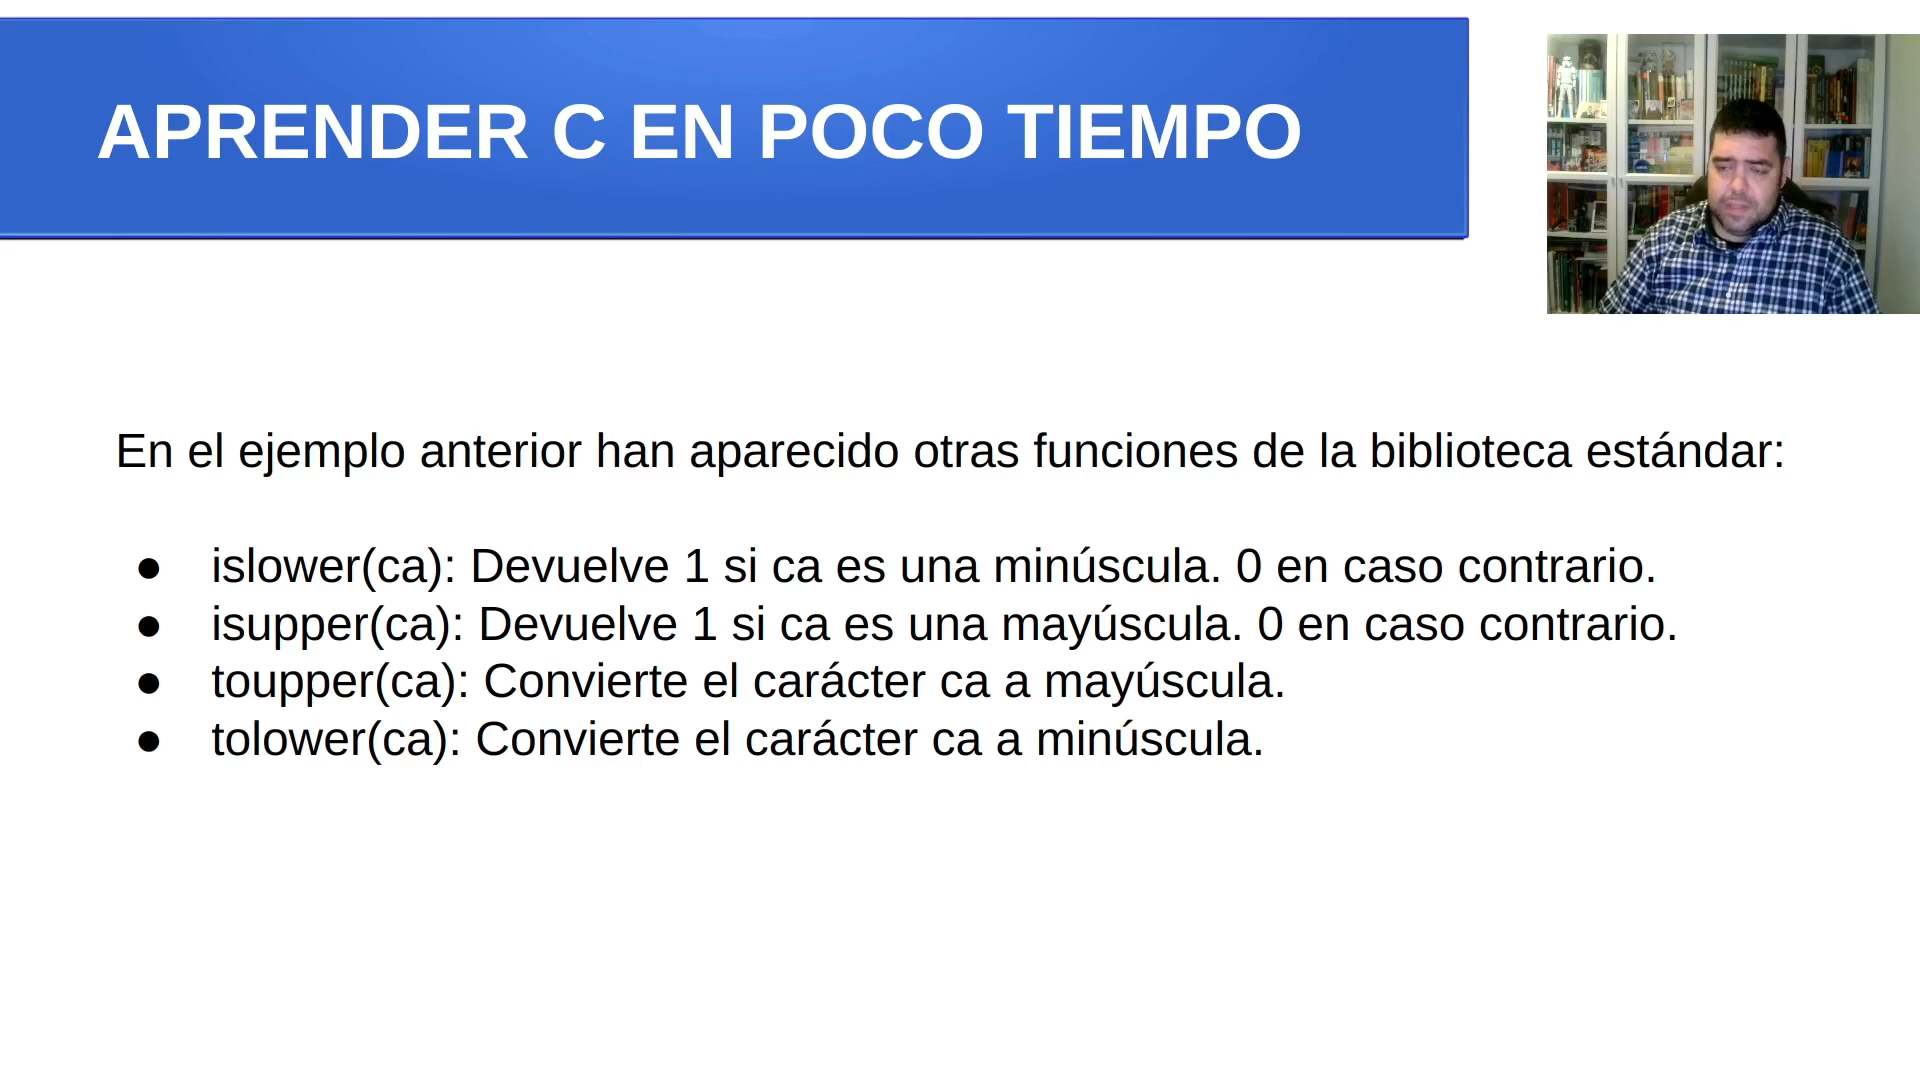 APRENDER C EN POCO TIEMPO
En el ejemplo anterior han aparecido otras funciones de la biblioteca estándar:
● islower(ca): Devuelve 1 si ca es una minúscula. 0 en caso contrario.
● isupper(ca): Devuelve 1 si ca es una mayúscula. 0 en caso contrario.
● toupper(ca): Convierte el carácter ca a mayúscula.
● tolower(ca): Convierte el carácter ca a minúscula.